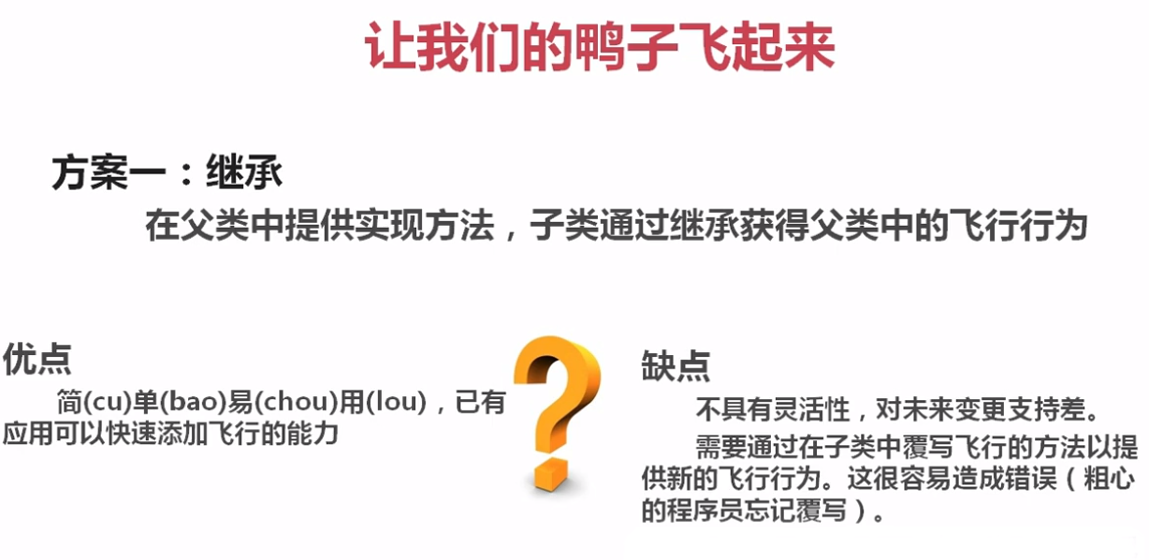 让我们的鸭子飞起来
方案一：继承
在父类中提供实现方法，子类通过继承获得父类中的飞行行为
优点
简(cu)单(bao)易(chou)用(lou)，已有
应用可以快速添加飞行的能力
缺点
不具有灵活性，对未来变更支持差。
需要通过在子类中覆写飞行的方法以提
供新的飞行行为。这很容易造成错误（粗心
的程序员忘记覆写）。